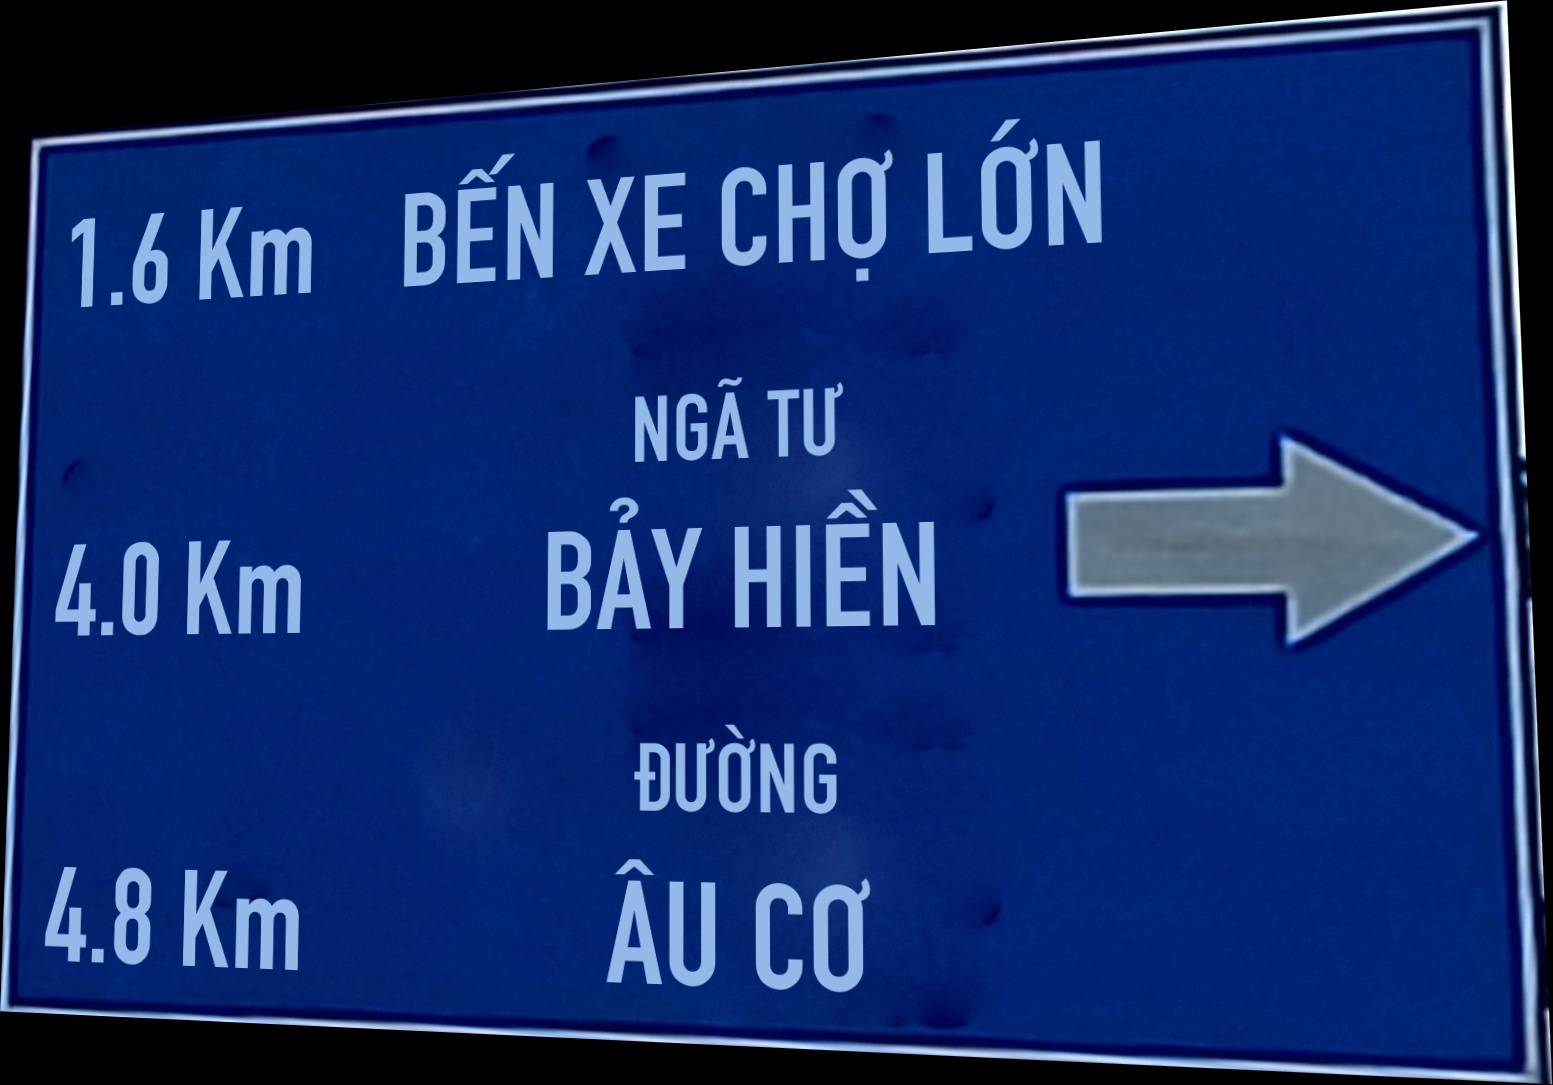 1.6 Km BẾN XE CHỢ LỚN
NGÃ TƯ
4.0 Km BẢY HIỀN
ĐƯỜNG
4.8 Km ÂU CƠ